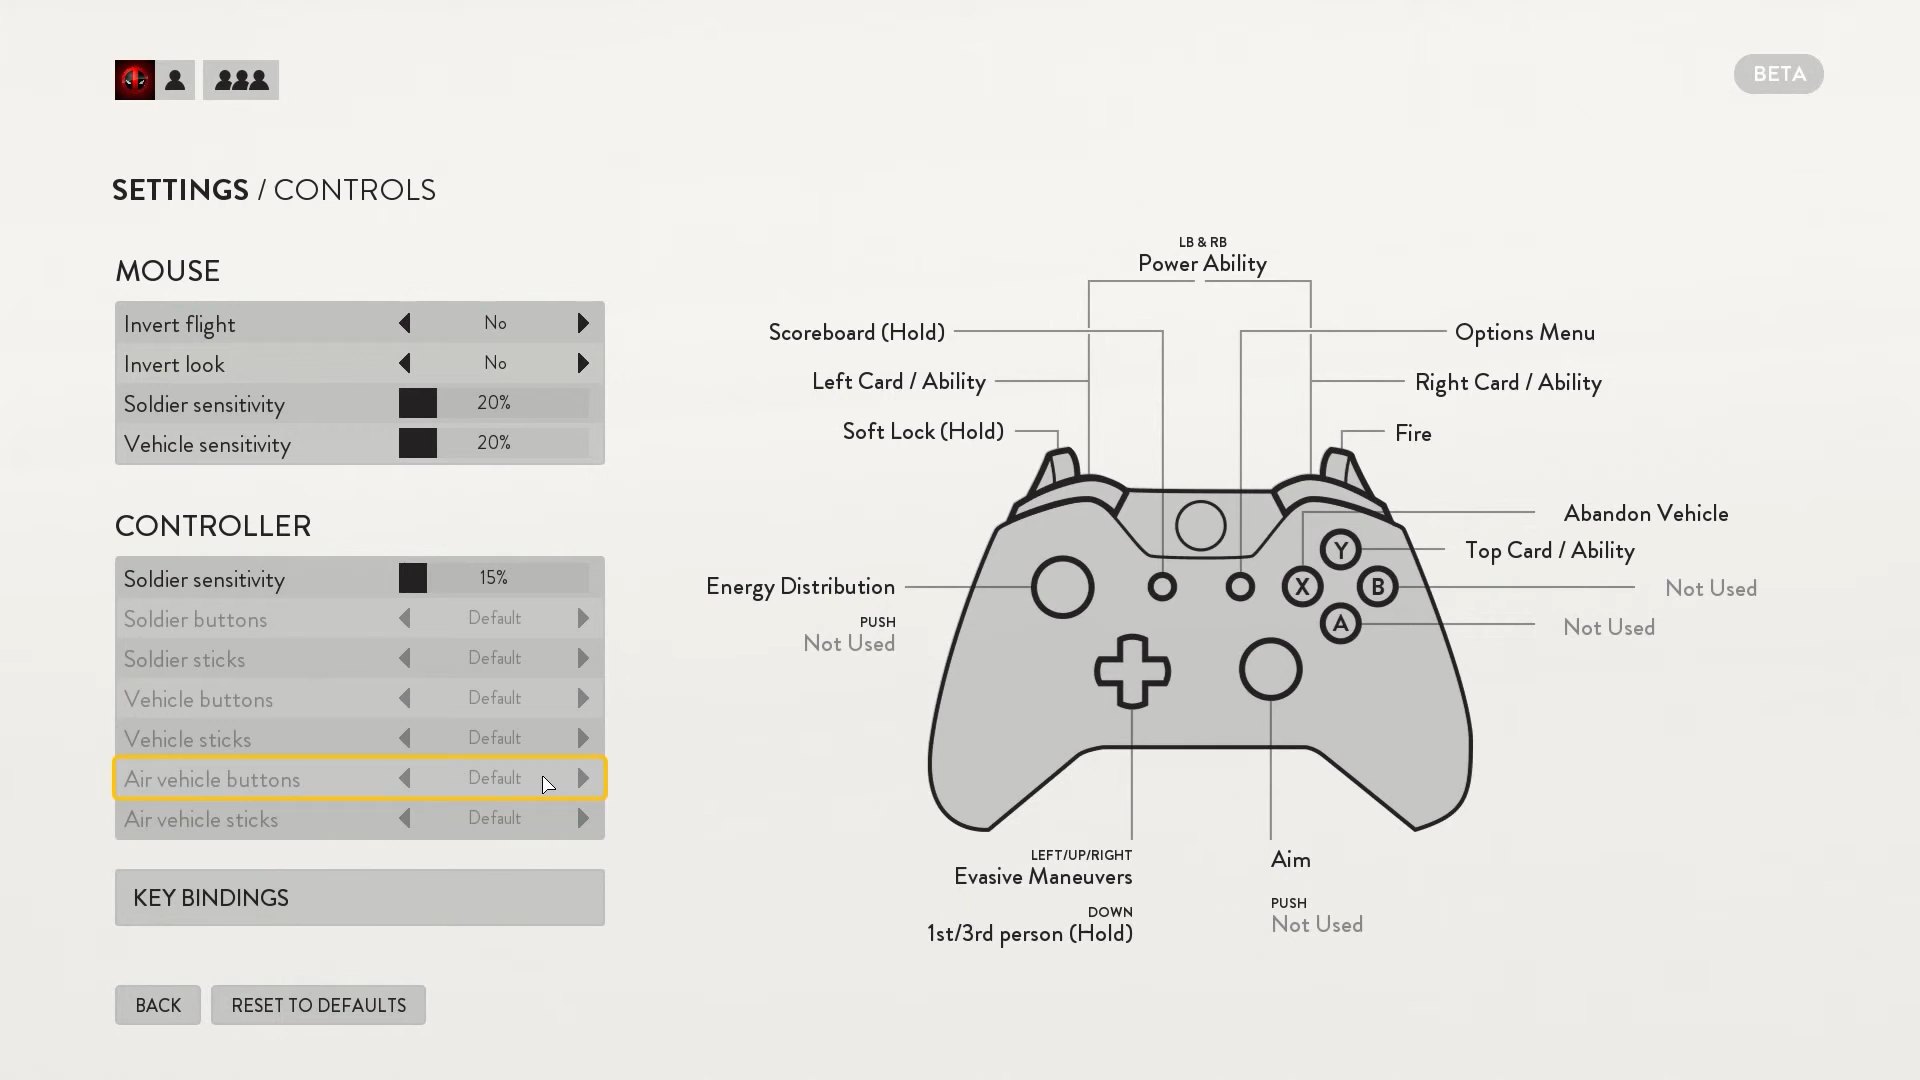 BETA
SETTINGS / CONTROLS
MOUSE
Invert flight No
Invert look No
Soldier sensitivity 20%
Vehicle sensitivity 20%
CONTROLLER
Soldier sensitivity 15%
Soldier buttons Default
Soldier sticks Default
Vehicle buttons Default
Vehicle sticks Default
Air vehicle buttons Default
Air vehicle sticks Default
KEY BINDINGS
BACK RESET TO DEFAULTS
LB & RB
Power Ability
Scoreboard (Hold)
Options Menu
Left Card / Ability
Right Card / Ability
Soft Lock (Hold)
Fire
Abandon Vehicle
Y
Top Card / Ability
Energy Distribution
X
B
Not Used
PUSH
Not Used
A
Not Used
LEFT/UP/RIGHT
Evasive Maneuvers
DOWN
1st/3rd person (Hold)
Aim
PUSH
Not Used